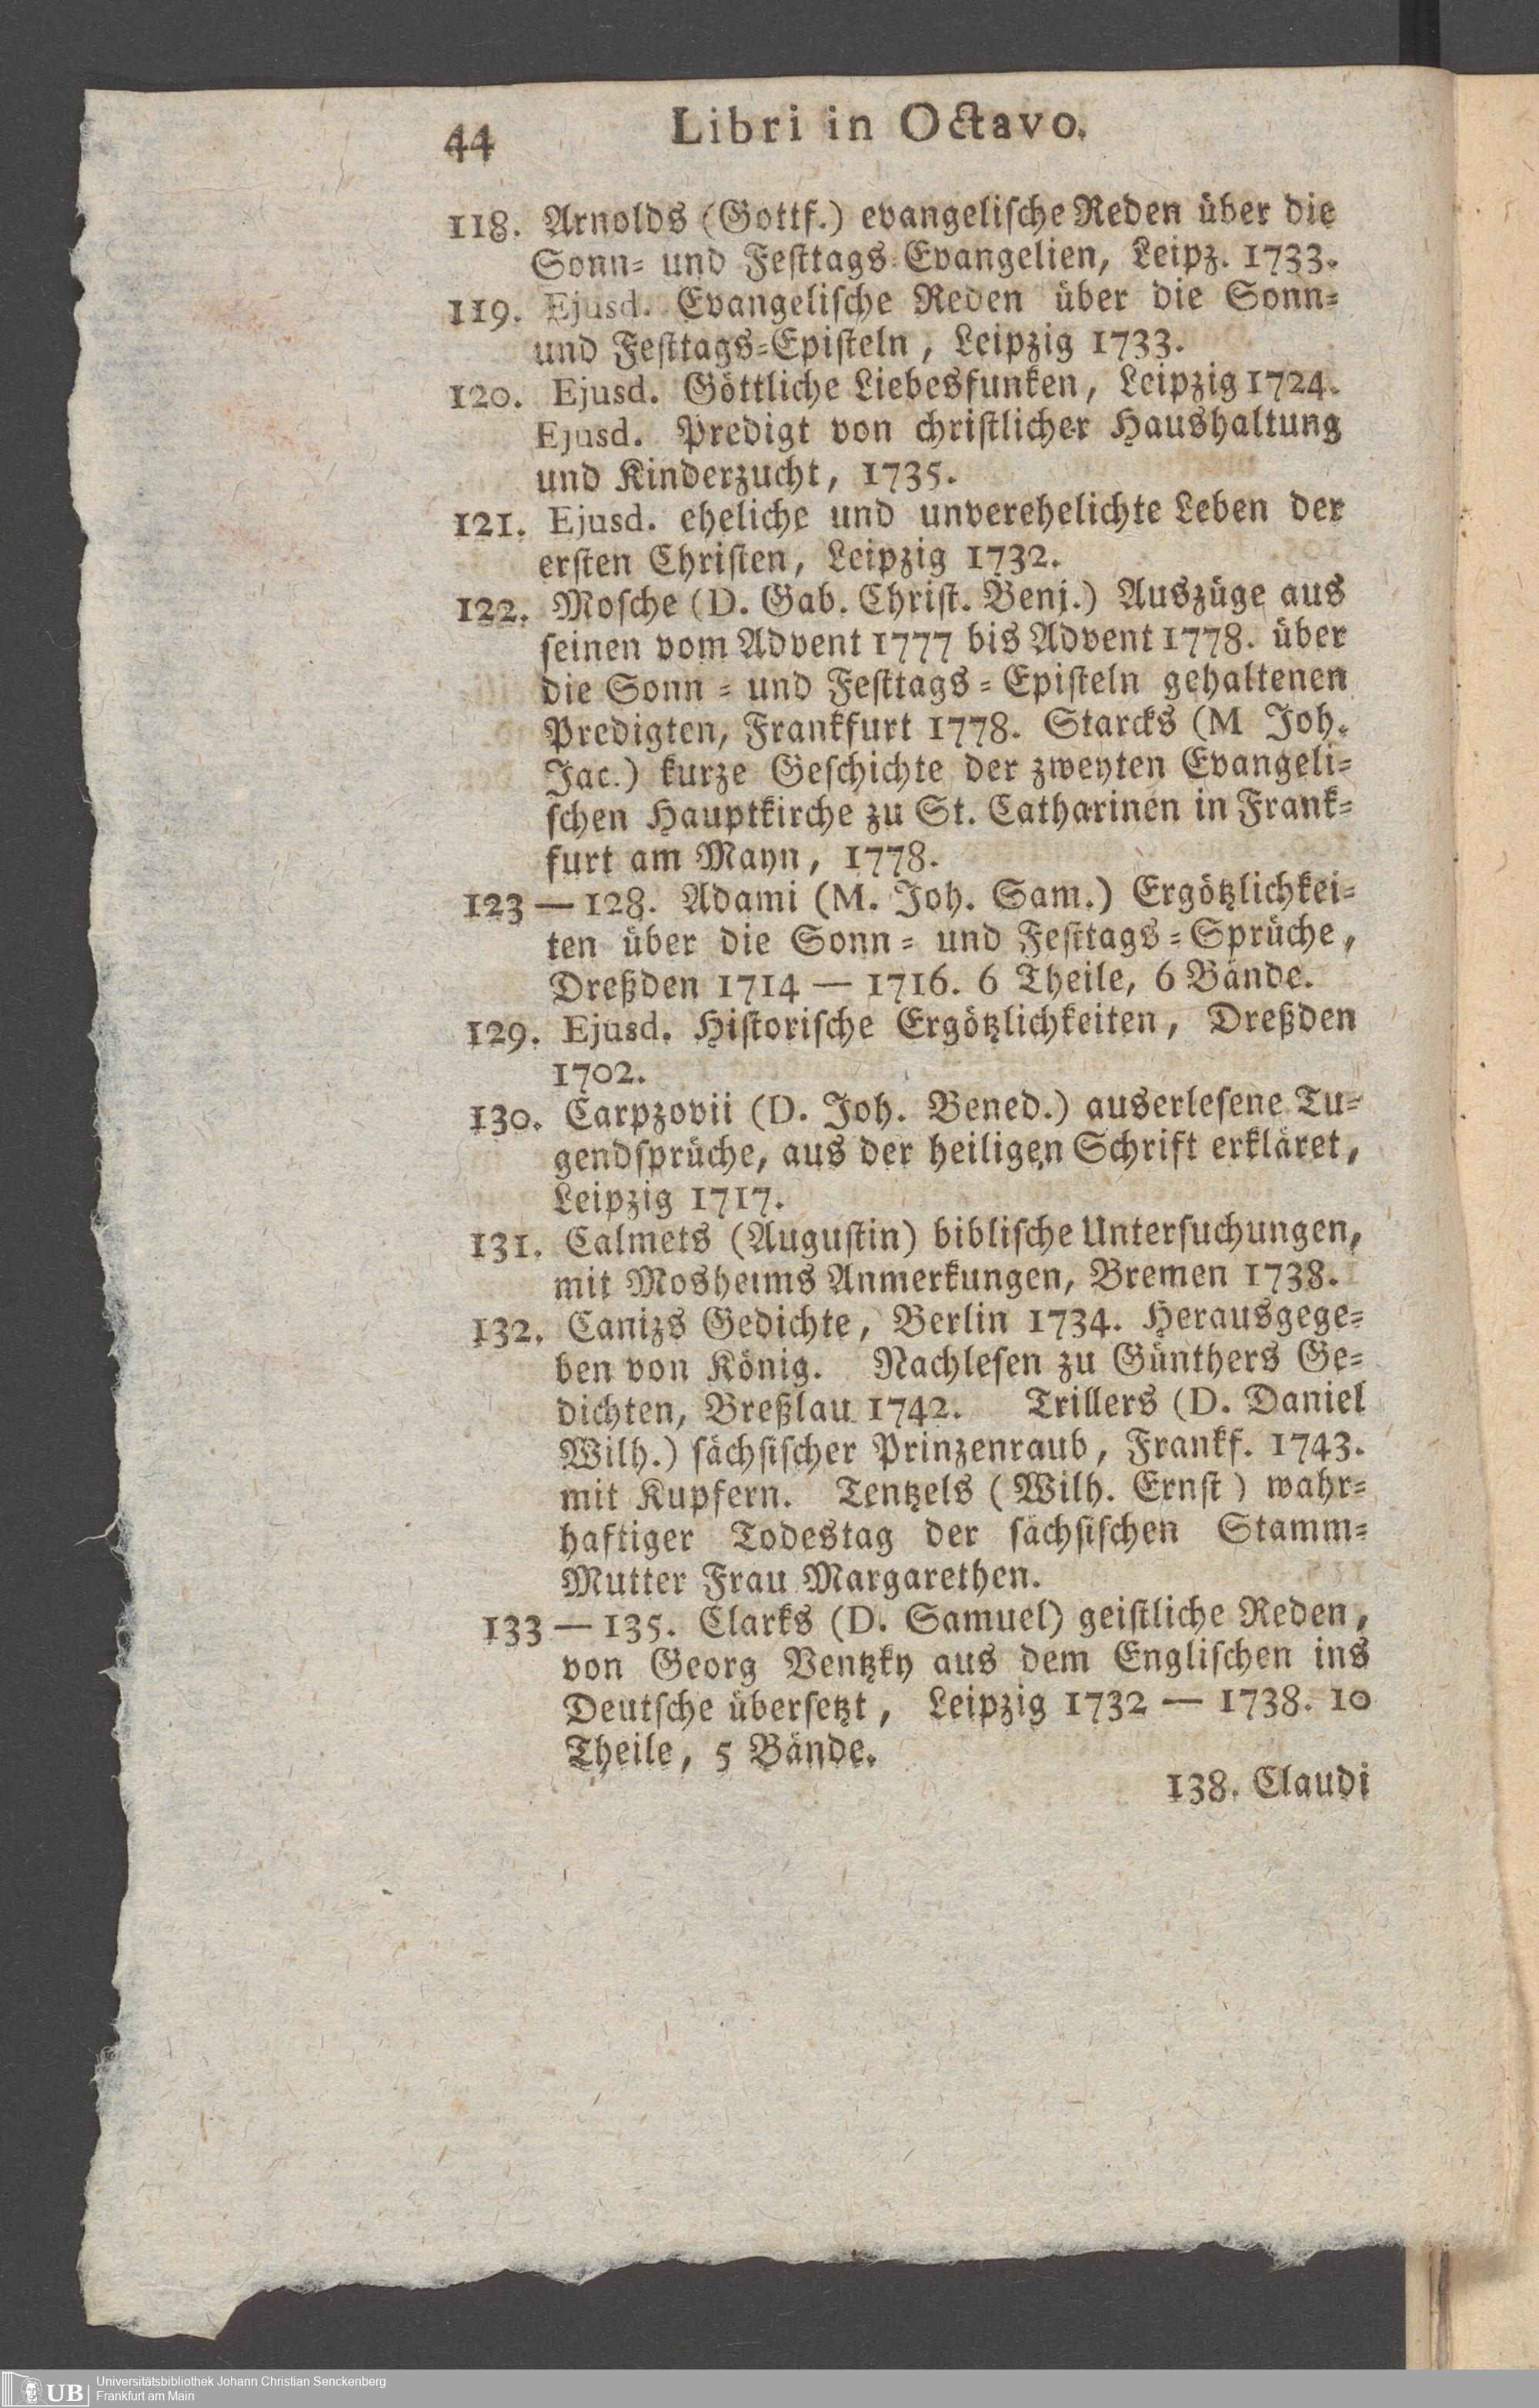 44 Libri in Octavo.
118. Arnolds (Gottf.) evangelische Reden über die
Sonn- und Festtags-Evangelien, Leipz. 1733.
119. Ejusd. Evangelische Reden über die Sonn-
und Festtags-Episteln, Leipzig 1733.
120. Ejusd. Göttliche Liebesfunken, Leipzig 1724.
Ejusd. Predigt von christlicher Haushaltung
und Kinderzucht, 1735.
121. Ejusd. eheliche und unverehelichte Leben der
ersten Christen, Leipzig 1732.
122. Mosche (D. Gab. Christ. Benj.) Auszüge aus
seinen vom Advent 1777 bis Advent 1778. über
die Sonn- und Festtags-Episteln gehaltenen
Predigten, Frankfurt 1778. Starcks (M Joh.
Jac.) kurze Geschichte der zweyten Evangeli-
schen Hauptkirche zu St. Catharinen in Frank-
furt am Mayn, 1778.
123 — 128. Adami (M. Joh. Sam.) Ergötzlichkei-
ten über die Sonn- und Festtags-Sprüche,
Dreßden 1714 — 1716. 6 Theile, 6 Bände.
129. Ejusd. Historische Ergötzlichkeiten, Dreßden
1702.
130. Carpzovii (D. Joh. Bened.) auserlesene Tu-
gendsprüche, aus der heiligen Schrift erkläret,
Leipzig 1717.
131. Calmets (Augustin) biblische Untersuchungen,
mit Mosheims Anmerkungen, Bremen 1738.
132. Canizs Gedichte, Berlin 1734. Herausgege-
ben von König. Nachlesen zu Günthers Ge-
dichten, Breßlau 1742. Trillers (D. Daniel
Wilh.) sächsischer Prinzenraub, Frankf. 1743.
mit Kupfern. Tentzels (Wilh. Ernst) wahr-
haftiger Todestag der sächsischen Stamm-
Mutter Frau Margarethen.
133 — 135. Clarks (D. Samuel) geistliche Reden,
von Georg Ventzky aus dem Englischen ins
Deutsche übersetzt, Leipzig 1732 — 1738. 10
Theile, 5 Bände.
138. Claudi
UB Universitätsbibliothek Johann Christian Senckenberg
Frankfurt am Main